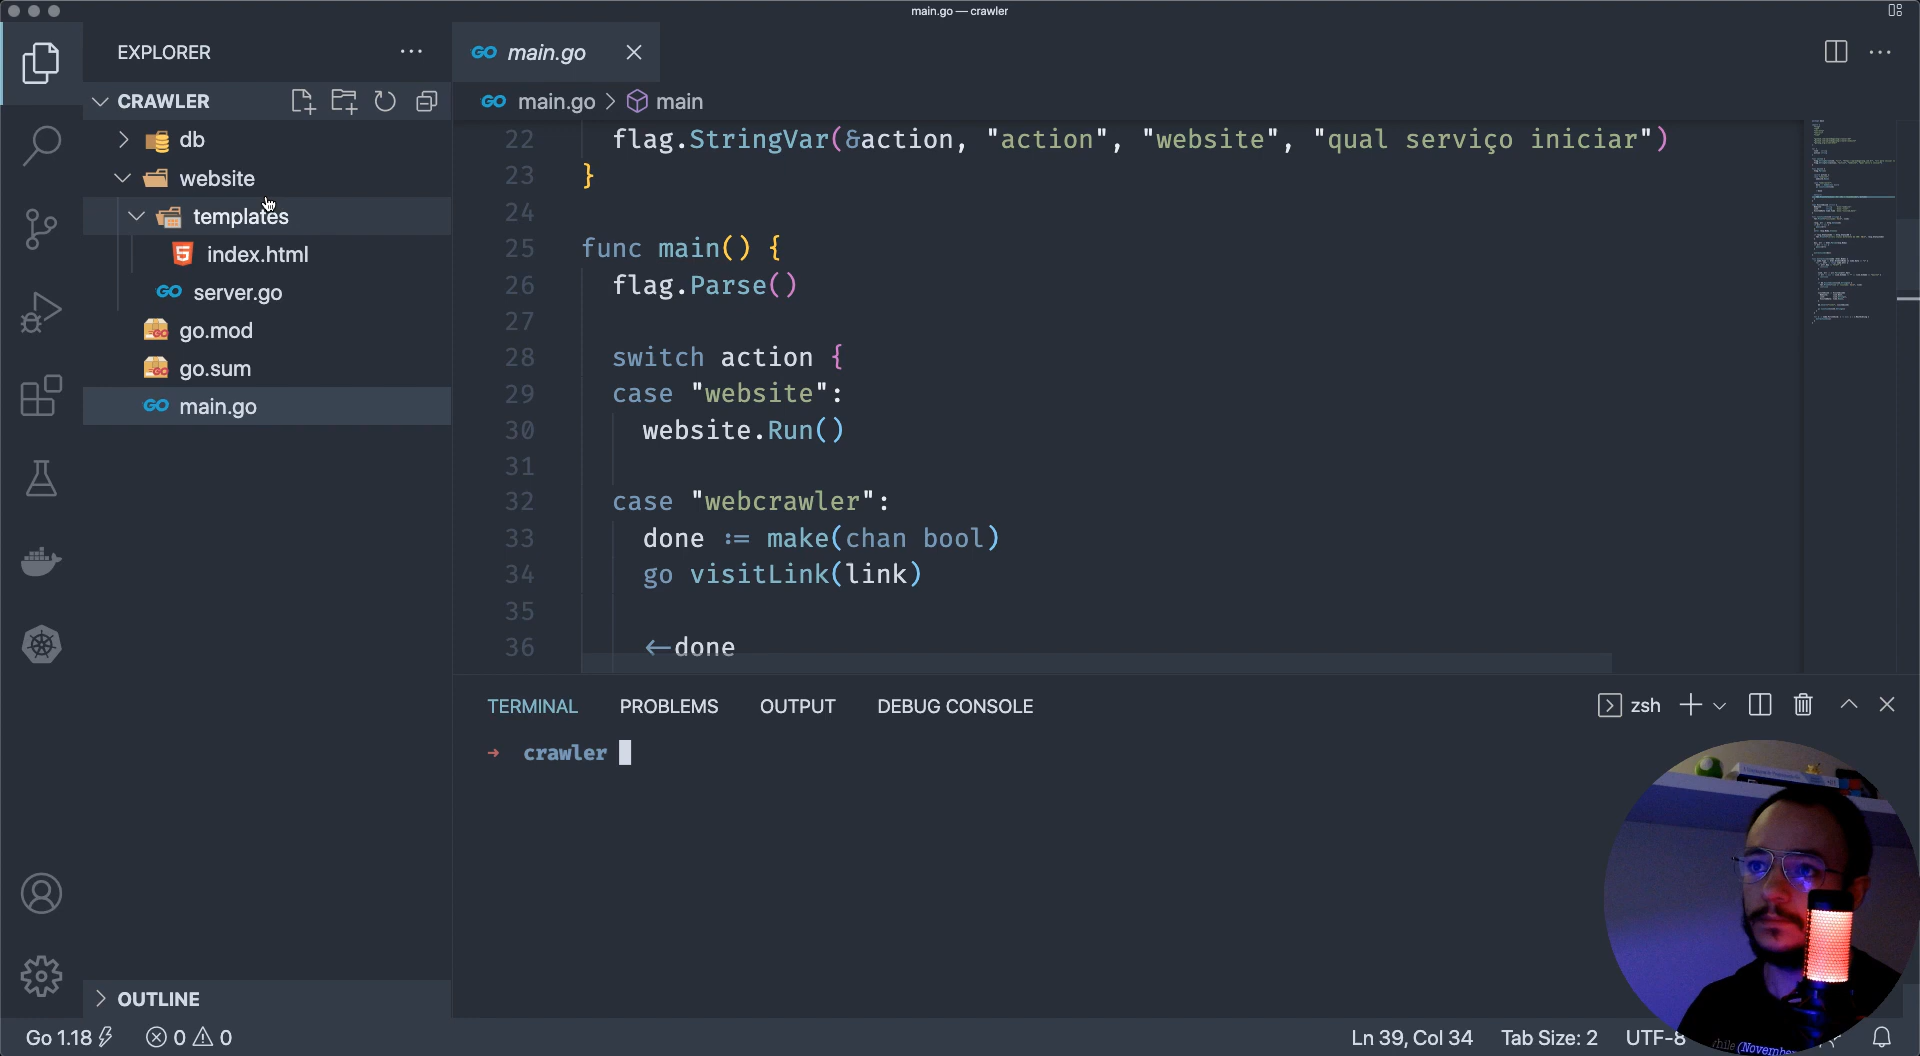 main.go — crawler
EXPLORER
GO main.go
CRAWLER
GO main.go > main
db
website
templates
index.html
GO server.go
go.mod
go.sum
GO main.go
22 flag.StringVar(&action, "action", "website", "qual serviço iniciar")
23 }
24
25 func main() {
26 flag.Parse()
27
28 switch action {
29 case "website":
30 website.Run()
31
32 case "webcrawler":
33 done := make(chan bool)
34 go visitLink(link)
35
36 <-done
TERMINAL PROBLEMS OUTPUT DEBUG CONSOLE
zsh
→ crawler
OUTLINE
Go 1.18
0 0
Ln 39, Col 34 Tab Size: 2 UTF-8